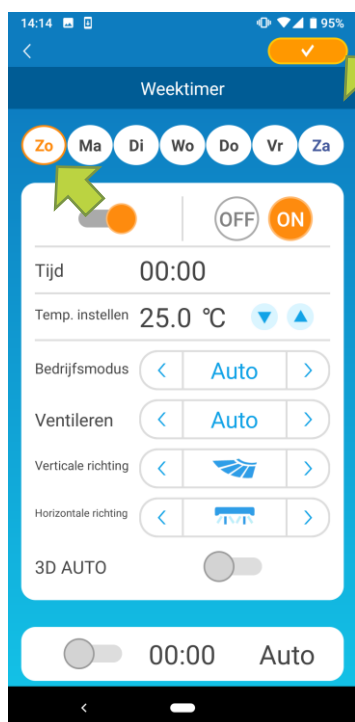 14:14 95%
Weektimer
Zo Ma Di Wo Do Vr Za
OFF ON
Tijd 00:00
Temp. instellen 25.0 ℃
Bedrijfsmodus Auto
Ventileren Auto
Verticale richting
Horizontale richting
3D AUTO
00:00 Auto